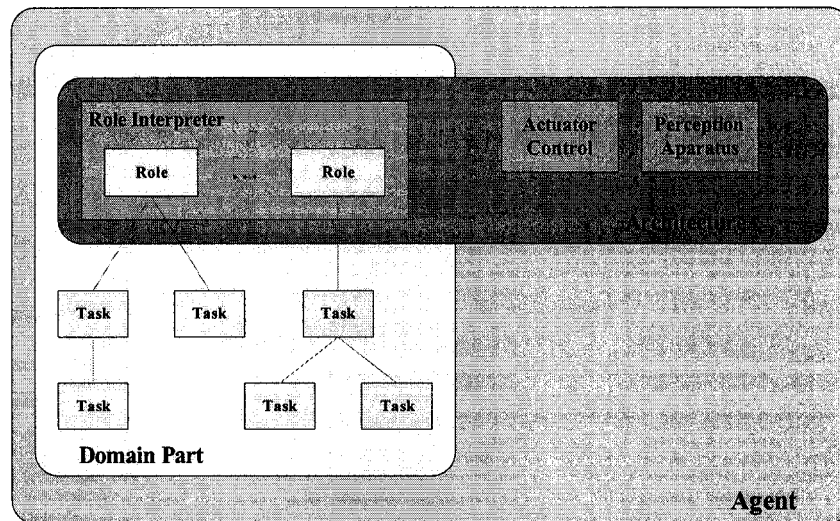 Role Interpreter
Actuator
Control
Perception
Aparatus
Role
...
Role
Architecture
Task
Task
Task
Task
Task
Task
Domain Part
Agent